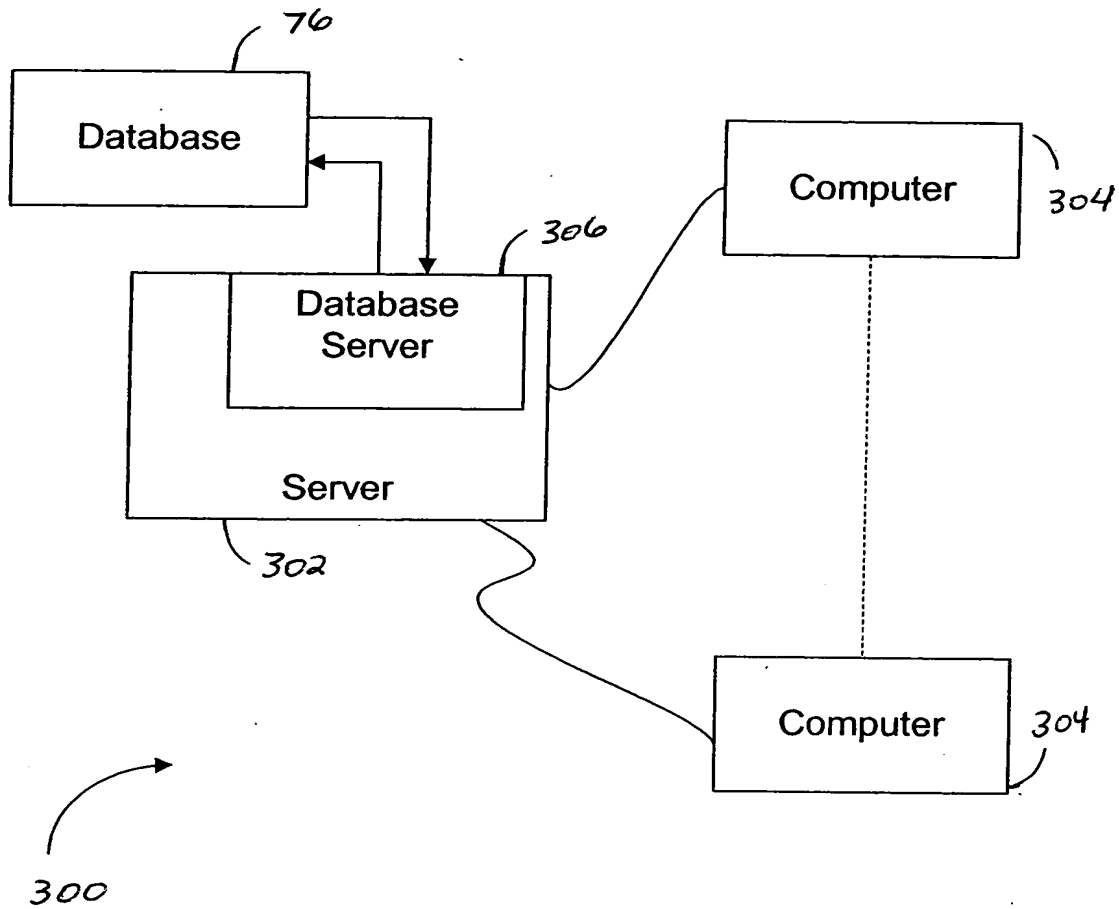 76
Database
Computer
304
306
Database
Server
Server
302
Computer
304
300